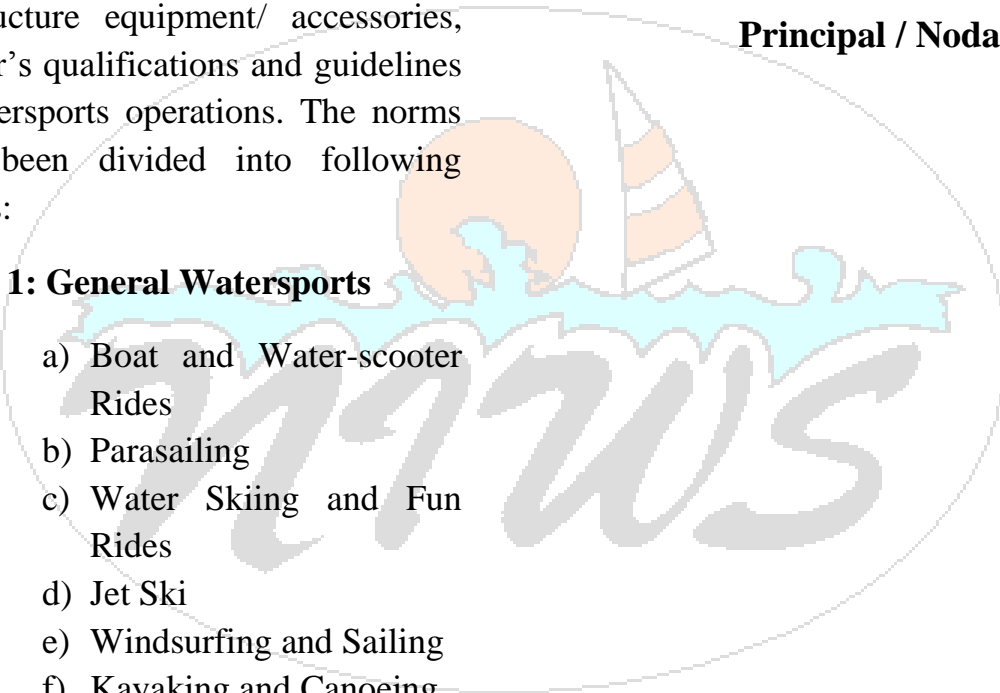 ucture equipment/ accessories,
r's qualifications and guidelines
ersports operations. The norms
been divided into following
:
1: General Watersports
a) Boat and Water-scooter
Rides
b) Parasailing
c) Water Skiing and Fun
Rides
d) Jet Ski
e) Windsurfing and Sailing
f) Kayaking and Canoeing
Principal / Noda
NIWS